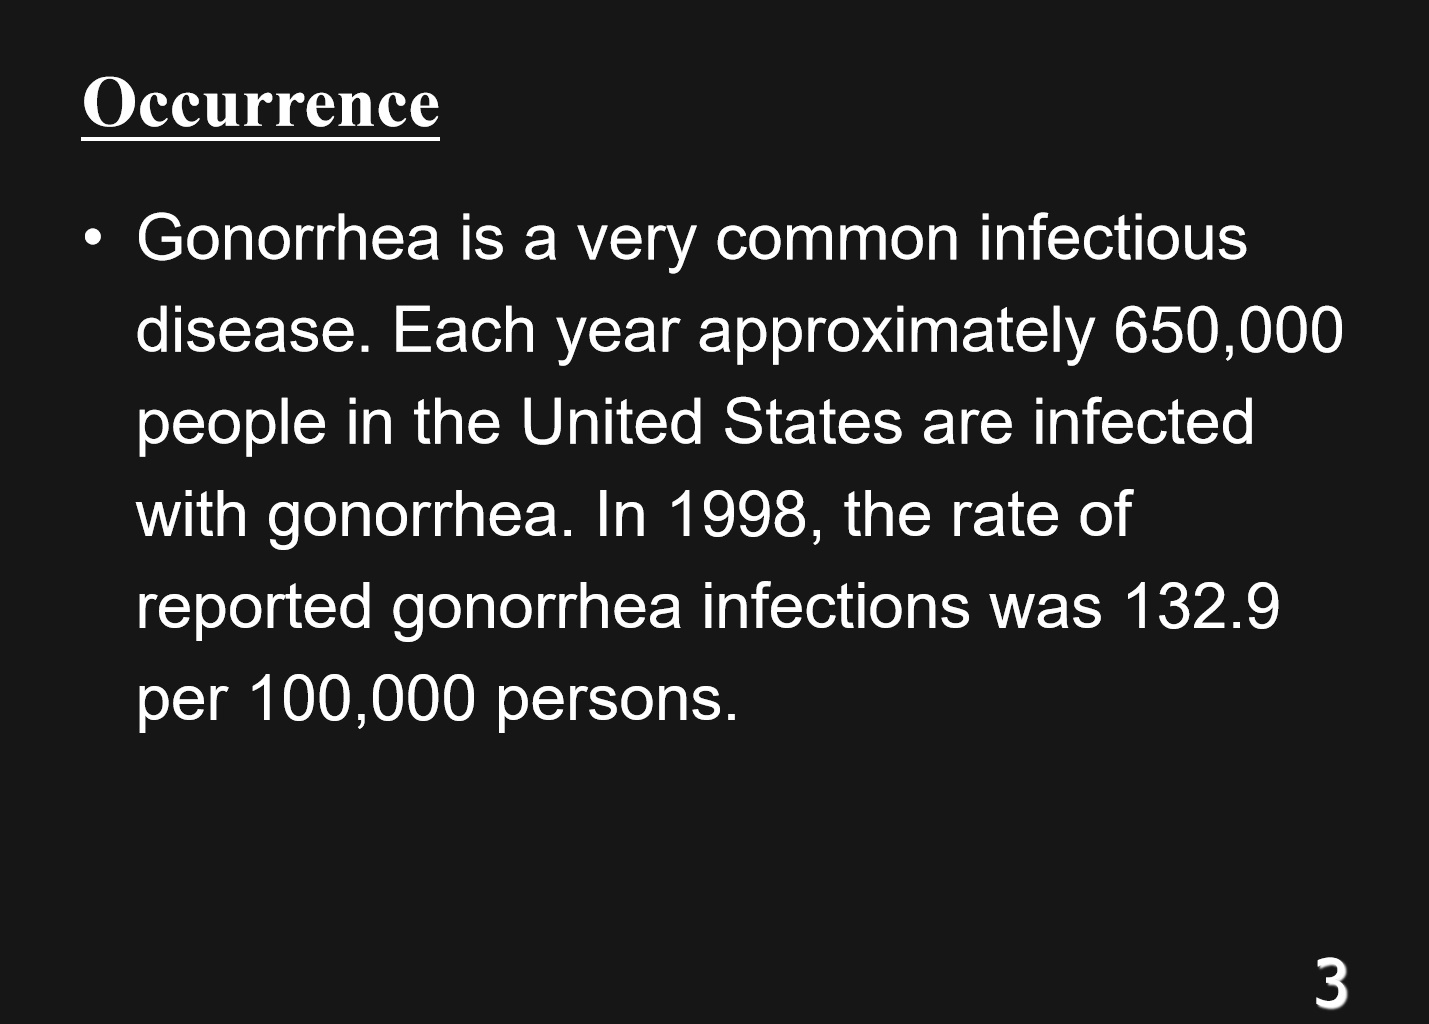 Occurrence
• Gonorrhea is a very common infectious
disease. Each year approximately 650,000
people in the United States are infected
with gonorrhea. In 1998, the rate of
reported gonorrhea infections was 132.9
per 100,000 persons.
3